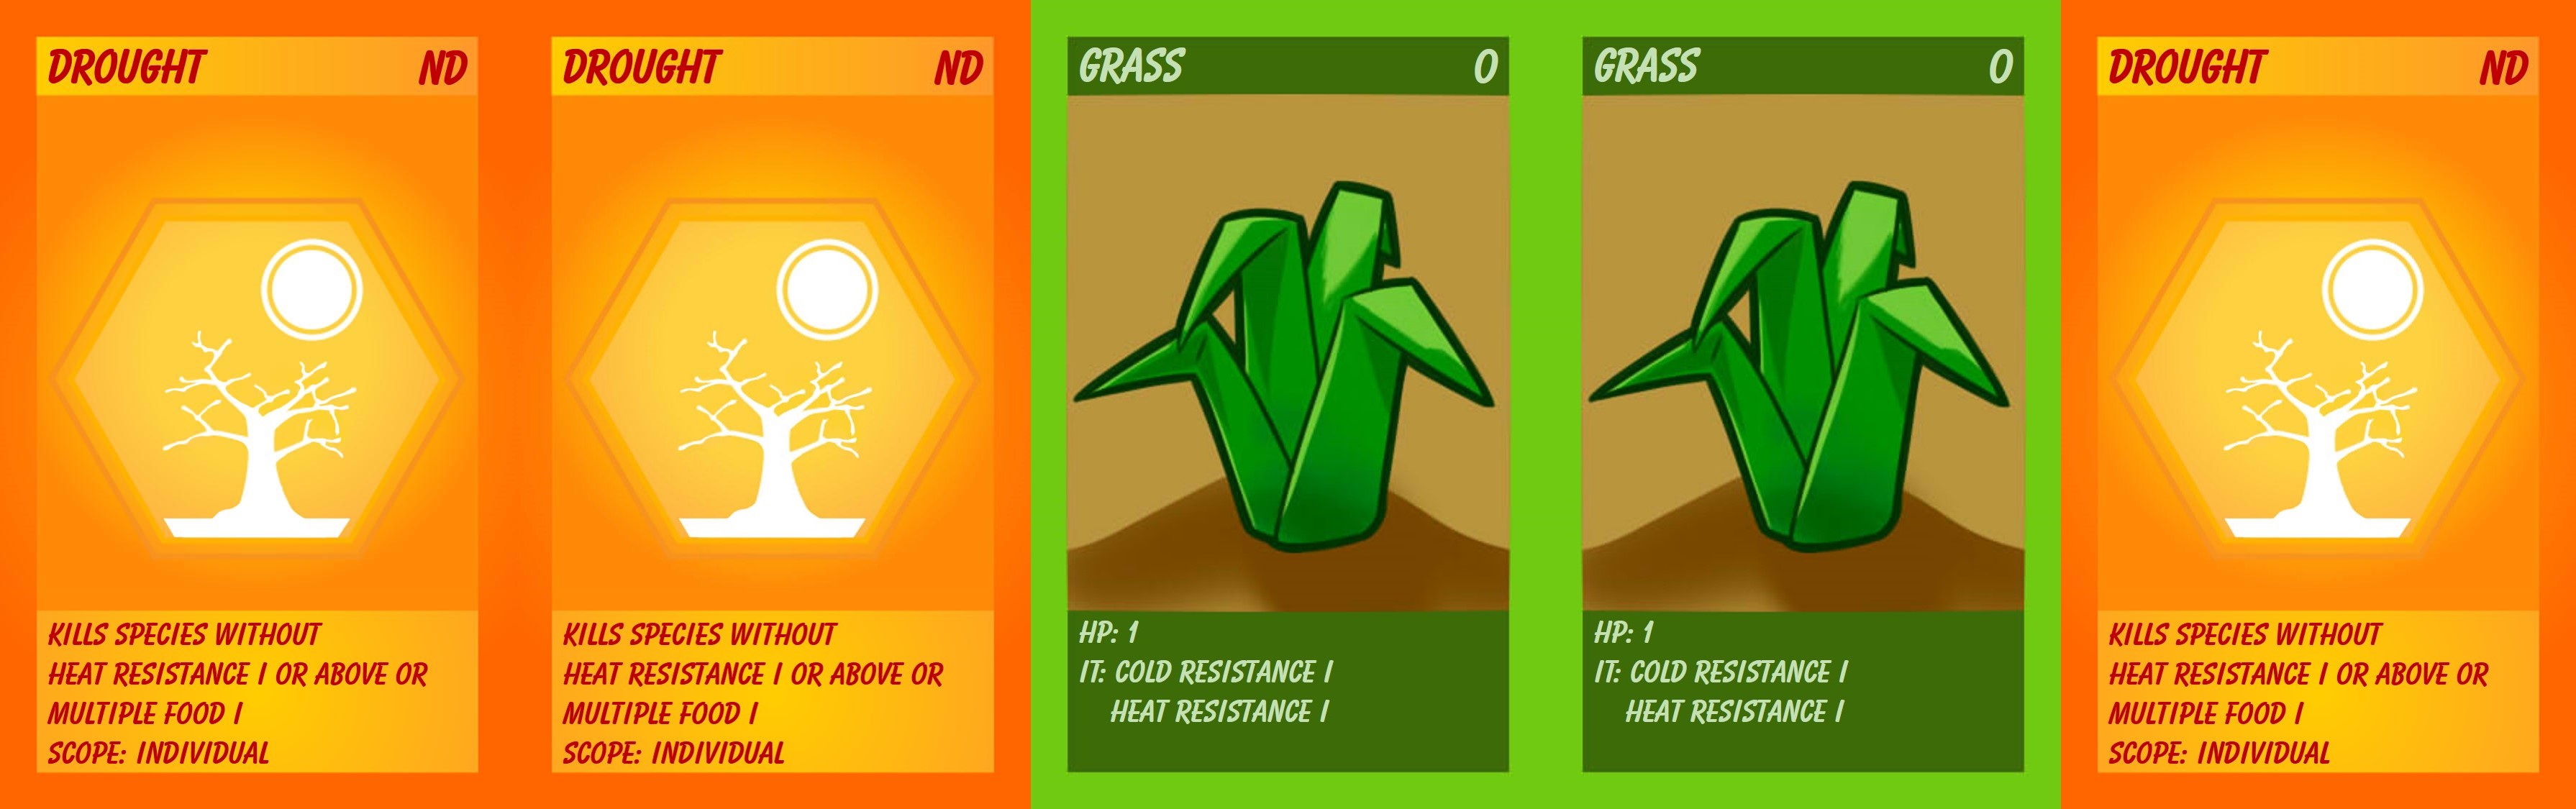 DROUGHT ND
KILLS SPECIES WITHOUT
HEAT RESISTANCE I OR ABOVE OR
MULTIPLE FOOD I
SCOPE: INDIVIDUAL
DROUGHT ND
KILLS SPECIES WITHOUT
HEAT RESISTANCE I OR ABOVE OR
MULTIPLE FOOD I
SCOPE: INDIVIDUAL
GRASS 0
HP: 1
IT: COLD RESISTANCE I
HEAT RESISTANCE I
GRASS 0
HP: 1
IT: COLD RESISTANCE I
HEAT RESISTANCE I
DROUGHT ND
KILLS SPECIES WITHOUT
HEAT RESISTANCE I OR ABOVE OR
MULTIPLE FOOD I
SCOPE: INDIVIDUAL